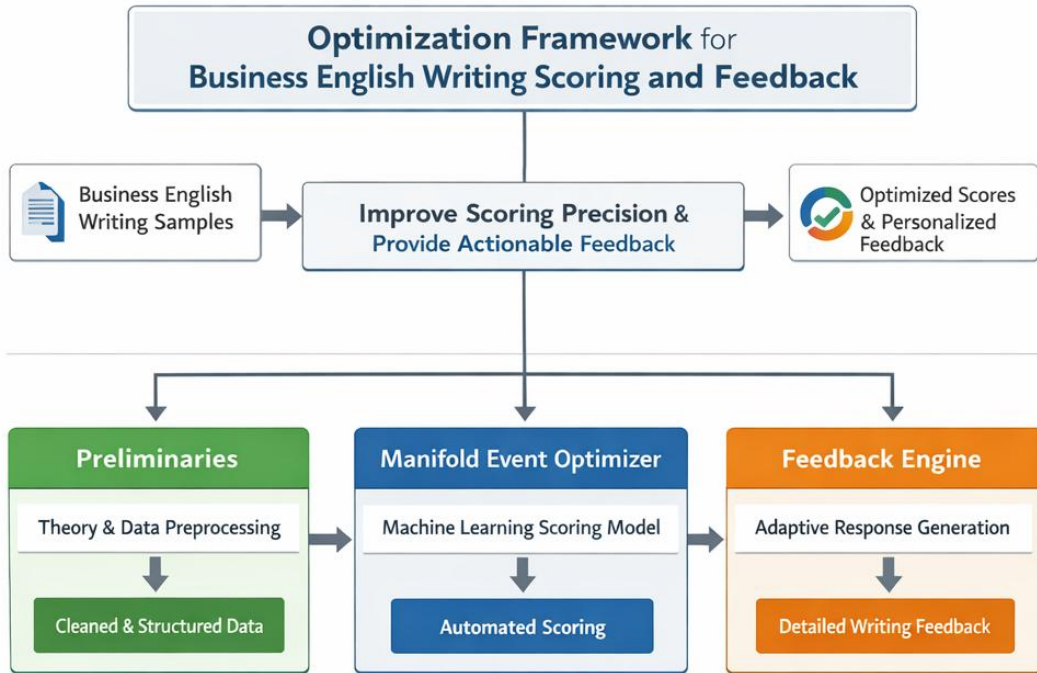 Optimization Framework for
Business English Writing Scoring and Feedback
Business English
Writing Samples
Improve Scoring Precision &
Provide Actionable Feedback
Optimized Scores
& Personalized
Feedback
Preliminaries
Theory & Data Preprocessing
Cleaned & Structured Data
Manifold Event Optimizer
Machine Learning Scoring Model
Automated Scoring
Feedback Engine
Adaptive Response Generation
Detailed Writing Feedback